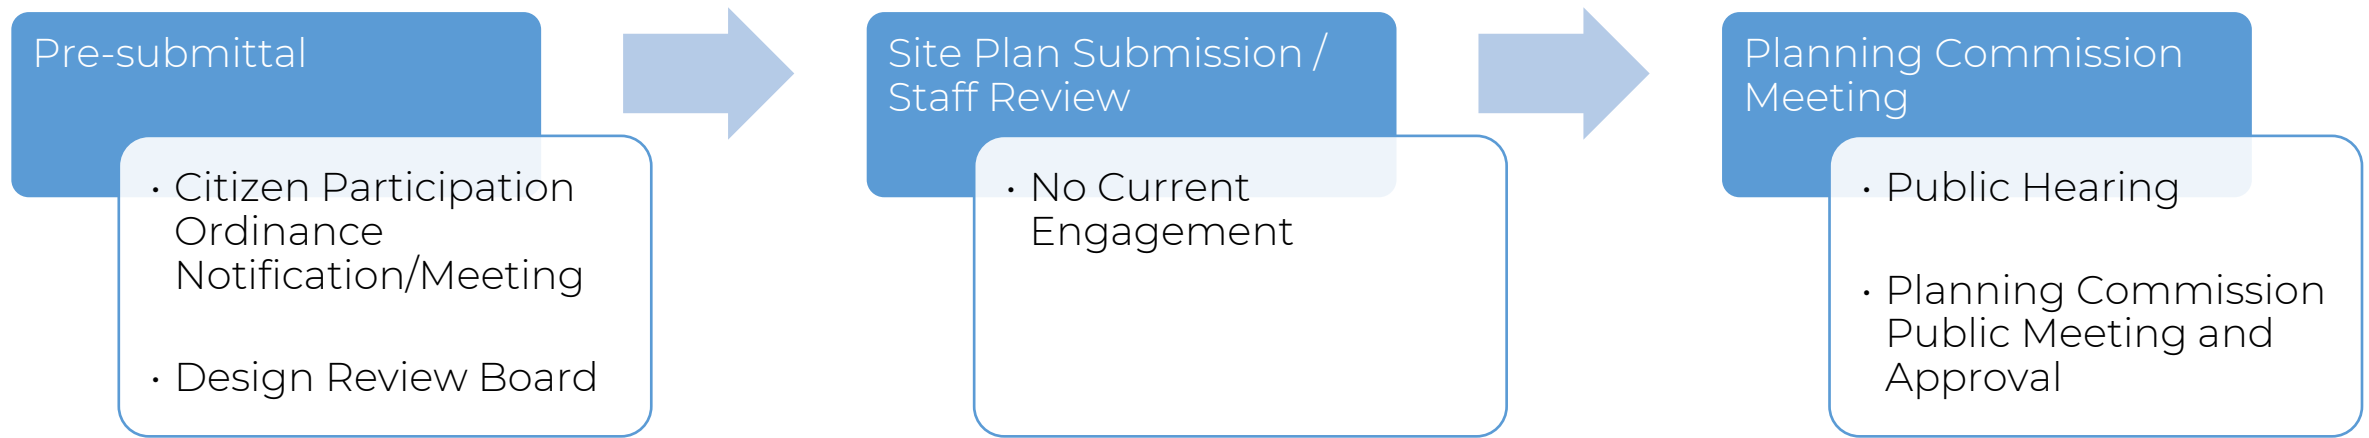 Pre-submittal
• Citizen Participation
Ordinance
Notification/Meeting
• Design Review Board
Site Plan Submission /
Staff Review
• No Current
Engagement
Planning Commission
Meeting
• Public Hearing
• Planning Commission
Public Meeting and
Approval